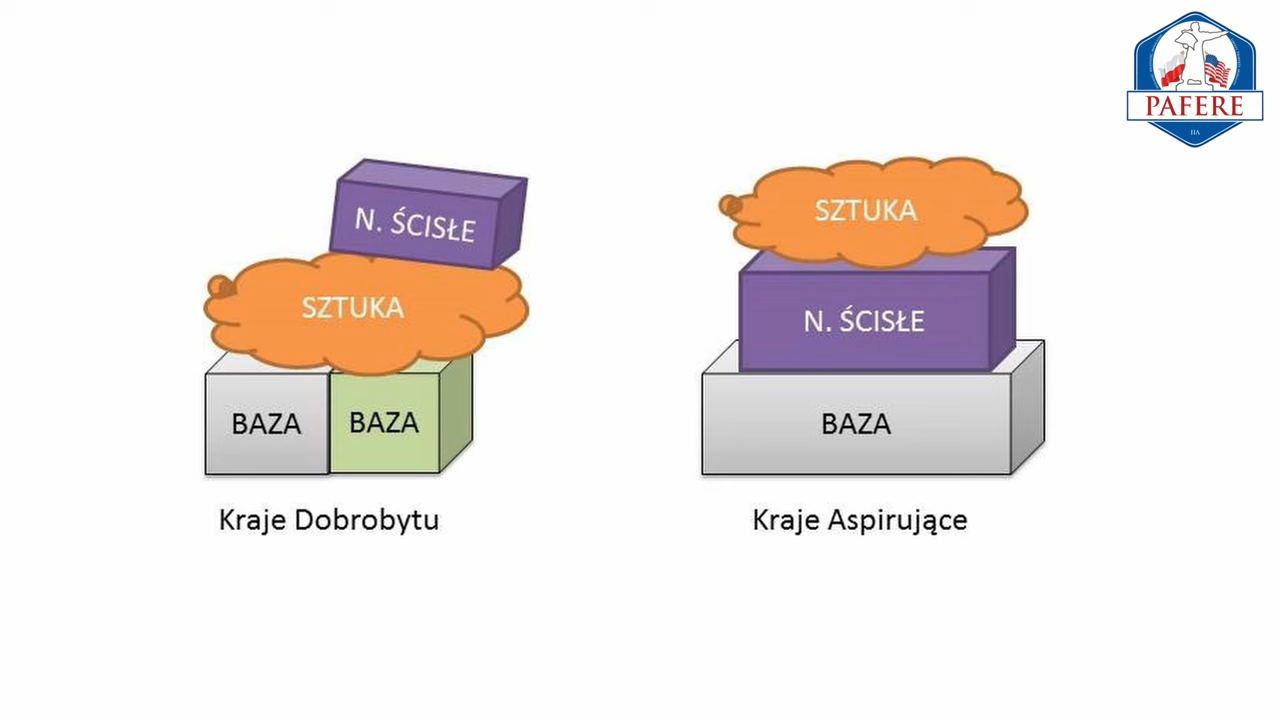 PAFERE
N. ŚCISŁE
SZTUKA
BAZA
BAZA
Kraje Dobrobytu
SZTUKA
N. ŚCISŁE
BAZA
Kraje Aspirujące